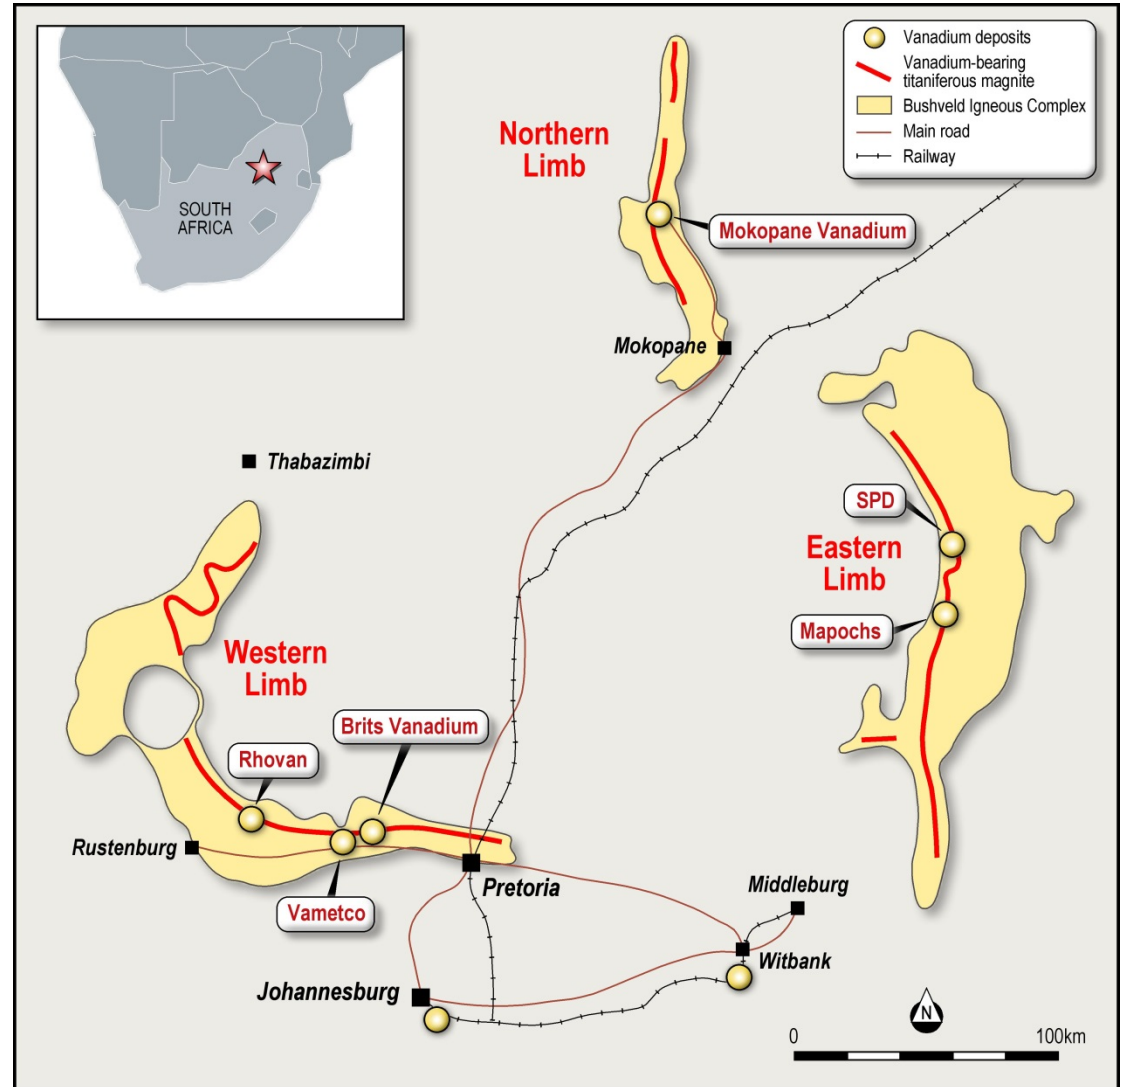 SOUTH
AFRICA
Vanadium deposits
Vanadium-bearing
titaniferous magnite
Bushveld Igneous Complex
Main road
Railway
Northern
Limb
Mokopane Vanadium
Mokopane
Thabazimbi
SPD
Eastern
Limb
Mapochs
Western
Limb
Brits Vanadium
Rhovan
Rustenburg
Vametco
Pretoria
Middleburg
Witbank
Johannesburg
N
0
100km